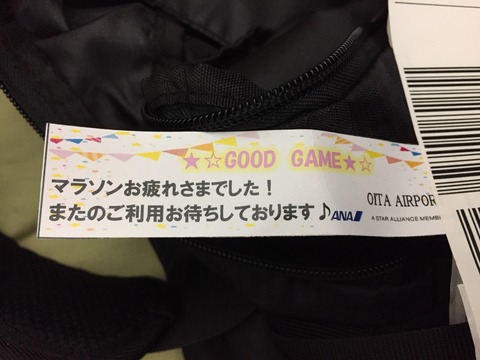 ★☆GOOD GAME★☆
マラソンお疲れさまでした！
またのご利用お待ちしております♪ANA
OITA AIRPOR
A STAR ALLIANCE MEMB